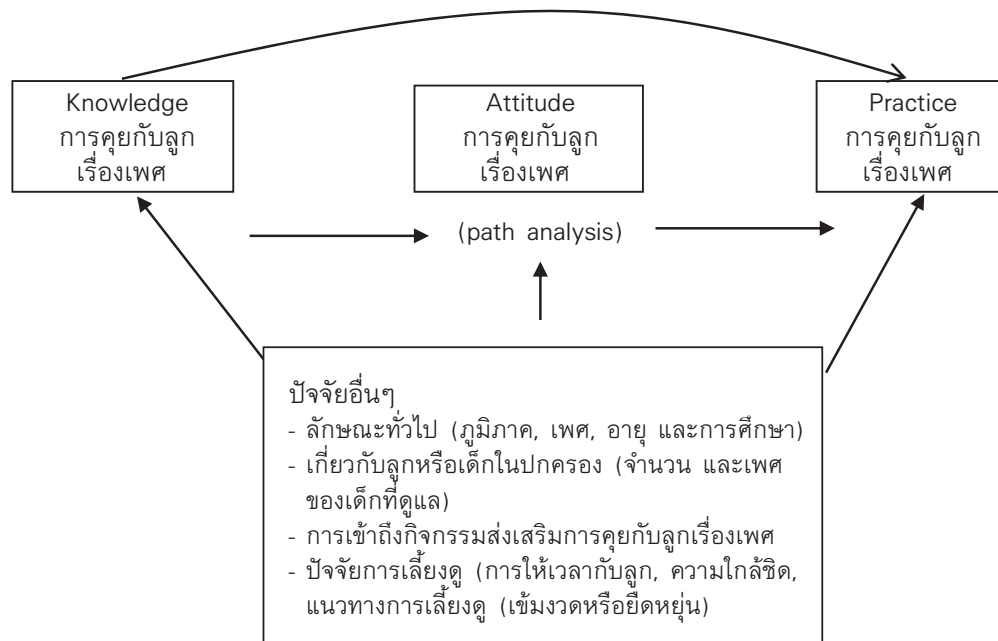 Knowledge
การคุยกับลูก
เรื่องเพศ
Attitude
การคุยกับลูก
เรื่องเพศ
Practice
การคุยกับลูก
เรื่องเพศ
(path analysis)
ปัจจัยอื่นๆ
- ลักษณะทั่วไป (ภูมิภาค, เพศ, อายุ และการศึกษา)
- เกี่ยวกับลูกหรือเด็กในปกครอง (จำนวน และเพศ
ของเด็กที่ดูแล)
- การเข้าถึงกิจกรรมส่งเสริมการคุยกับลูกเรื่องเพศ
- ปัจจัยการเลี้ยงดู (การให้เวลากับลูก, ความใกล้ชิด,
แนวทางการเลี้ยงดู (เข้มงวดหรือยืดหยุ่น)